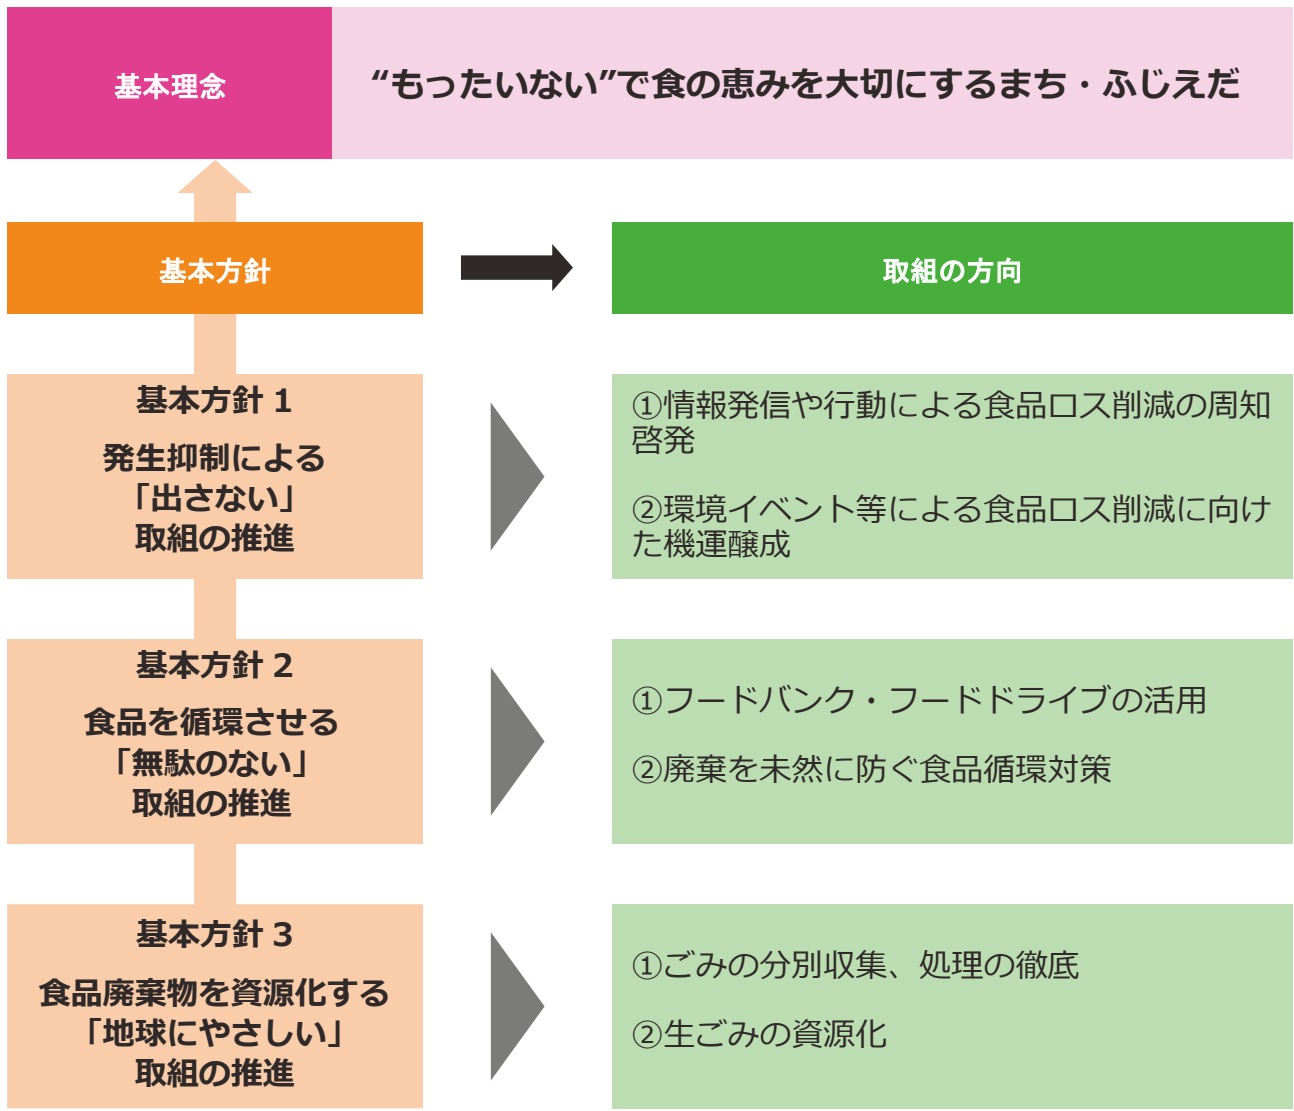 基本理念
“もったいない”で食の恵みを大切にするまち・ふじえだ
基本方針
取組の方向
基本方針1
発生抑制による
「出さない」
取組の推進
①情報発信や行動による食品ロス削減の周知
啓発
②環境イベント等による食品ロス削減に向け
た機運醸成
基本方針2
食品を循環させる
「無駄のない」
取組の推進
①フードバンク・フードドライブの活用
②廃棄を未然に防ぐ食品循環対策
基本方針3
食品廃棄物を資源化する
「地球にやさしい」
取組の推進
①ごみの分別収集、処理の徹底
②生ごみの資源化